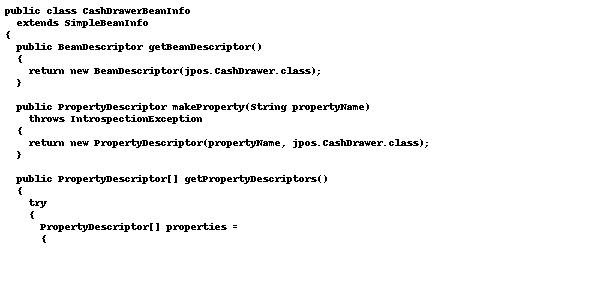 public class CashDrawerBeanInfo
  extends SimpleBeanInfo
{
  public BeanDescriptor getBeanDescriptor()
  {
    return new BeanDescriptor(jpos.CashDrawer.class);
  }

  public PropertyDescriptor makeProperty(String propertyName)
    throws IntrospectionException
  {
    return new PropertyDescriptor(propertyName, jpos.CashDrawer.class);
  }

  public PropertyDescriptor[] getPropertyDescriptors()
  {
    try
    {
      PropertyDescriptor[] properties =
      {